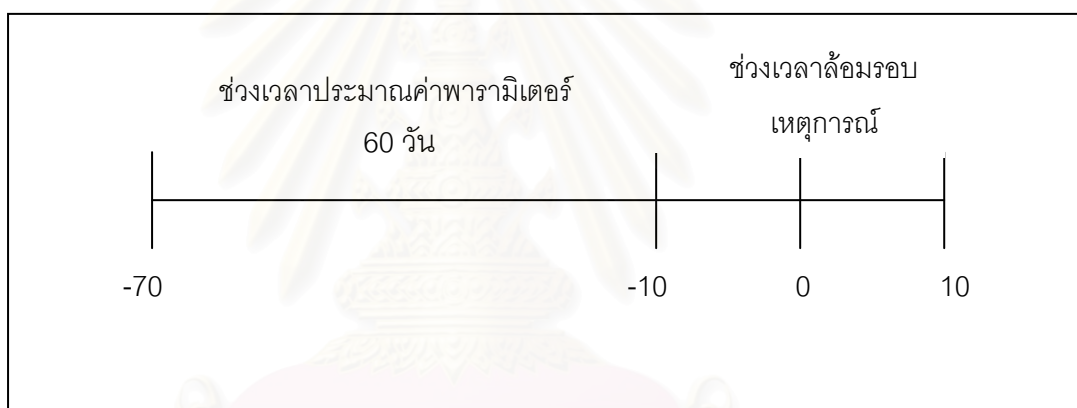 ช่วงเวลาประมาณค่าพารามิเตอร์
60 วัน
ช่วงเวลาล้อมรอบ
เหตุการณ์
-70 -10 0 10